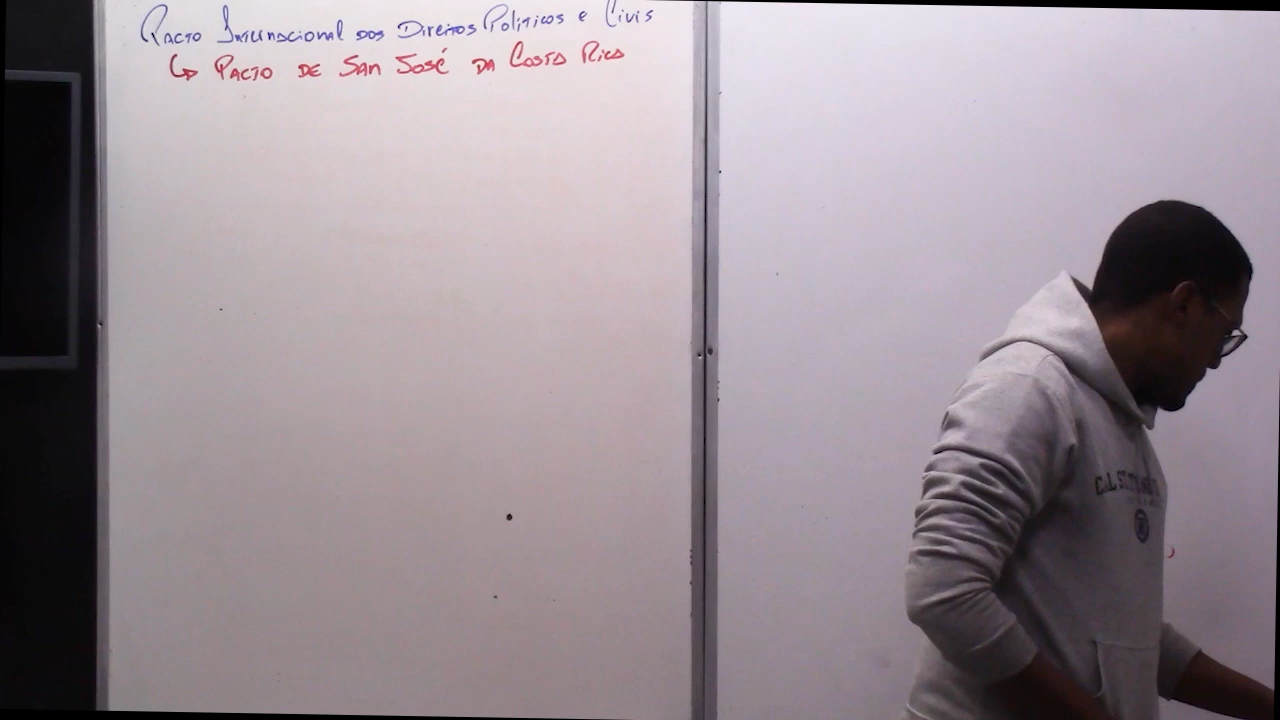 Pacto Internacional dos Direitos Políticos e Civis
↳ Pacto de San José da Costa Rica